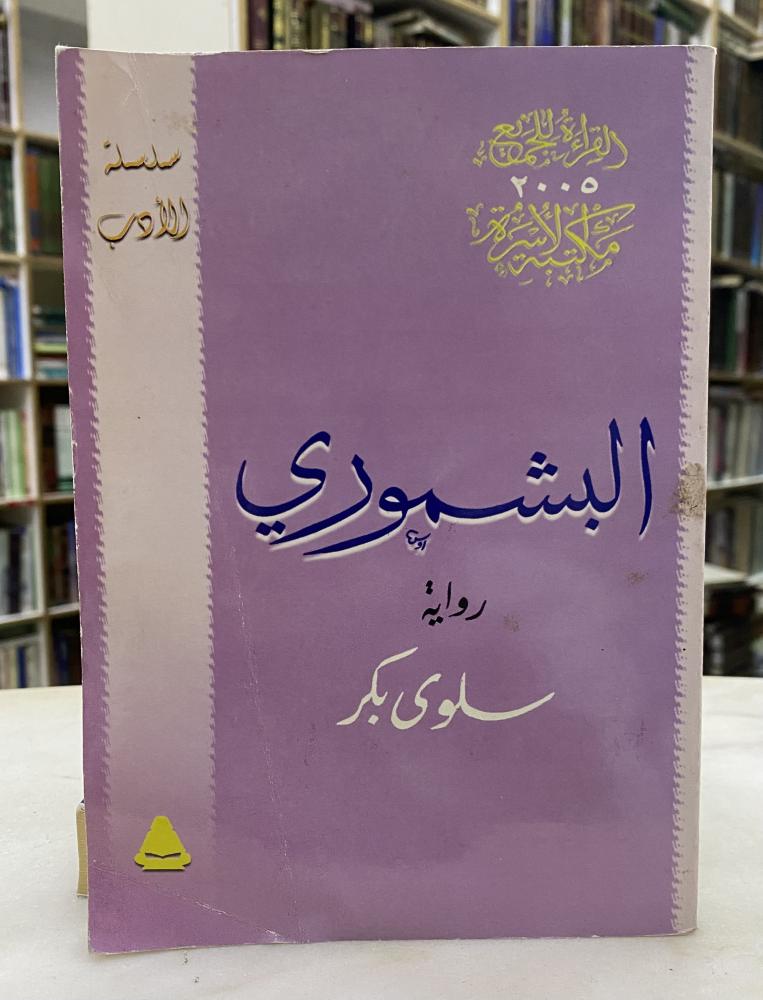 القراءة للجميع
٢٠٠٥
مكتبة الأسرة
سلسلة
الأدب
البشموري
رواية
سلوى بكر